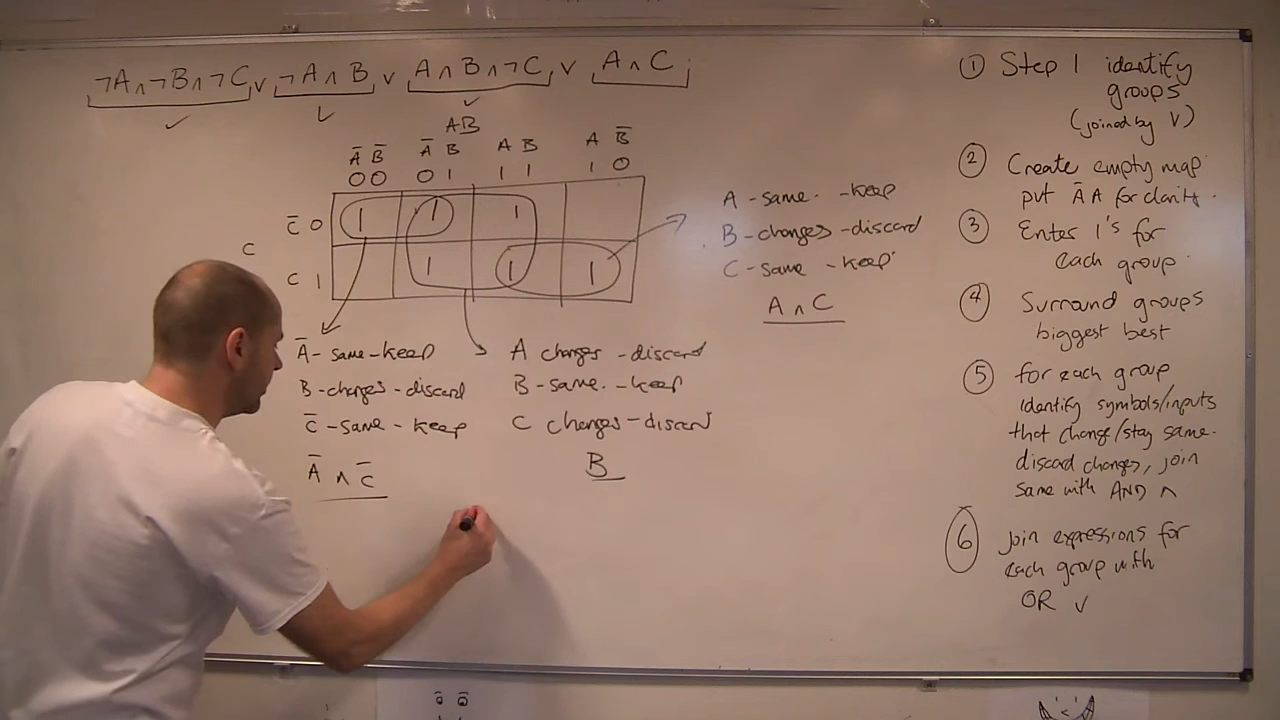 ¬A∧¬B∧¬C ∨ ¬A∧B ∨ A∧B∧¬C ∨ A∧C
AB
A̅ B̅ A̅ B A B A B̅
00 01 11 10
C̅ 0 1 1 1
C
C 1 1 1 1
A̅ - same - keep
B - changes - discard
C̅ - same - keep
A̅ ∧ C̅
A changes - discard
B - same. - keep
C changes - discard
B
A - same. - keep
B - changes - discard
C - same - keep
A ∧ C
① Step 1 identify
groups
(joined by V)
② Create empty map
put A̅ A for clarity.
③ Enter 1's for
each group
④ Surround groups
biggest best
⑤ for each group
identify symbols/inputs
that change/stay same.
discard changes, join
same with AND ∧
⑥ join expressions for
each group with
OR ∨